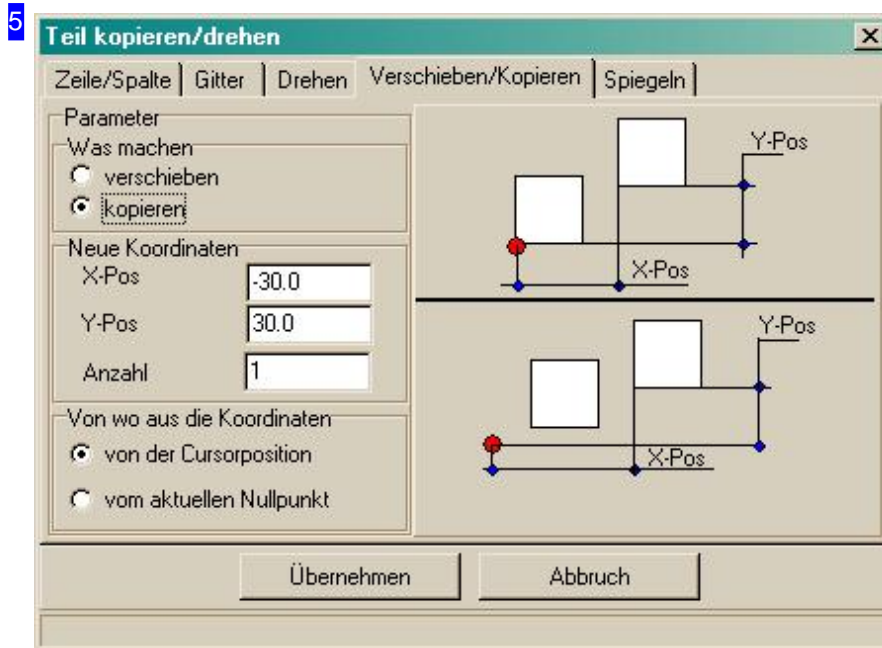 5
Teil kopieren/drehen
Zeile/Spalte Gitter Drehen Verschieben/Kopieren Spiegeln
Parameter
Was machen
verschieben
kopieren
Neue Koordinaten
X-Pos -30.0
Y-Pos 30.0
Anzahl 1
Von wo aus die Koordinaten
von der Cursorposition
vom aktuellen Nullpunkt
Y-Pos
X-Pos
Y-Pos
X-Pos
Übernehmen Abbruch